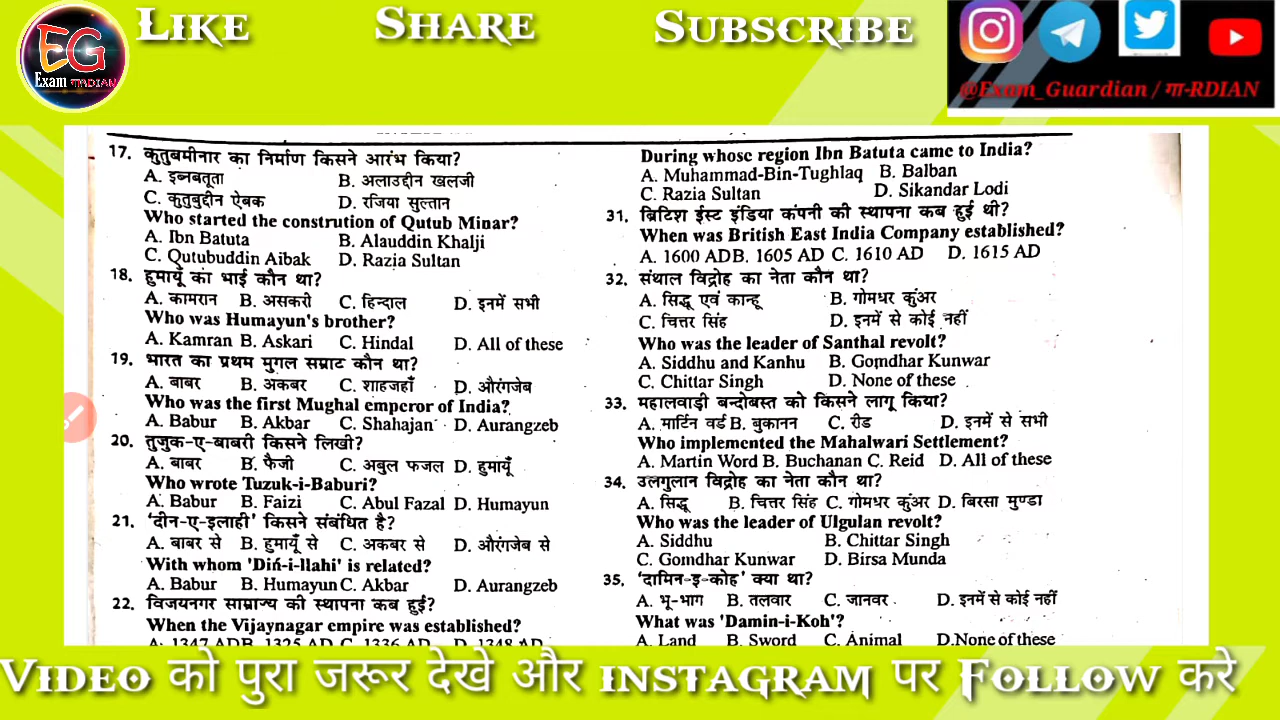 EG
Exam गार्DIAN
LIKE SHARE SUBSCRIBE
@Exam_Guardian / गा-RDIAN
17. कुतुबमीनार का निर्माण किसने आरंभ किया?
A. इब्नबतूता B. अलाउद्दीन खलजी
C. कुतुबुद्दीन ऐबक D. रजिया सुल्तान
Who started the constrution of Qutub Minar?
A. Ibn Batuta B. Alauddin Khalji
C. Qutubuddin Aibak D. Razia Sultan
18. हुमायूँ का भाई कौन था?
A. कामरान B. असकरी C. हिन्दाल D. इनमें सभी
Who was Humayun's brother?
A. Kamran B. Askari C. Hindal D. All of these
19. भारत का प्रथम मुगल सम्राट कौन था?
A. बाबर B. अकबर C. शाहजहाँ D. औरंगजेब
Who was the first Mughal emperor of India?
A. Babur B. Akbar C. Shahajan D. Aurangzeb
20. तुजुक-ए-बाबरी किसने लिखी?
A. बाबर B. फैजी C. अबुल फजल D. हुमायूँ
Who wrote Tuzuk-i-Baburi?
A. Babur B. Faizi C. Abul Fazal D. Humayun
21. 'दीन-ए-इलाही' किसने संबंधित है?
A. बाबर से B. हुमायूँ से C. अकबर से D. औरंगजेब से
With whom 'Din-i-llahi' is related?
A. Babur B. Humayun C. Akbar D. Aurangzeb
22. विजयनगर साम्राज्य की स्थापना कब हुई?
When the Vijaynagar empire was established?
A. 1347 AD B. 1325 AD C. 1336 AD D. 1348 AD
During whose region Ibn Batuta came to India?
A. Muhammad-Bin-Tughlaq B. Balban
C. Razia Sultan D. Sikandar Lodi
31. ब्रिटिश ईस्ट इंडिया कंपनी की स्थापना कब हुई थी?
When was British East India Company established?
A. 1600 AD B. 1605 AD C. 1610 AD D. 1615 AD
32. संथाल विद्रोह का नेता कौन था?
A. सिद्धू एवं कान्हू B. गोमधर कुंअर
C. चित्तर सिंह D. इनमें से कोई नहीं
Who was the leader of Santhal revolt?
A. Siddhu and Kanhu B. Gomdhar Kunwar
C. Chittar Singh D. None of these
33. महालवाड़ी बन्दोबस्त को किसने लागू किया?
A. मार्टिन वर्ड B. बुकानन C. रीड D. इनमें से सभी
Who implemented the Mahalwari Settlement?
A. Martin Word B. Buchanan C. Reid D. All of these
34. उलगुलान विद्रोह का नेता कौन था?
A. सिद्धू B. चित्तर सिंह C. गोमधर कुंअर D. बिरसा मुण्डा
Who was the leader of Ulgulan revolt?
A. Siddhu B. Chittar Singh
C. Gomdhar Kunwar D. Birsa Munda
35. 'दामिन-इ-कोह' क्या था?
A. भू-भाग B. तलवार C. जानवर D. इनमें से कोई नहीं
What was 'Damin-i-Koh'?
A. Land B. Sword C. Animal D.None of these
VIDEO को पुरा जरूर देखे और INSTAGRAM पर FOLLOW करे